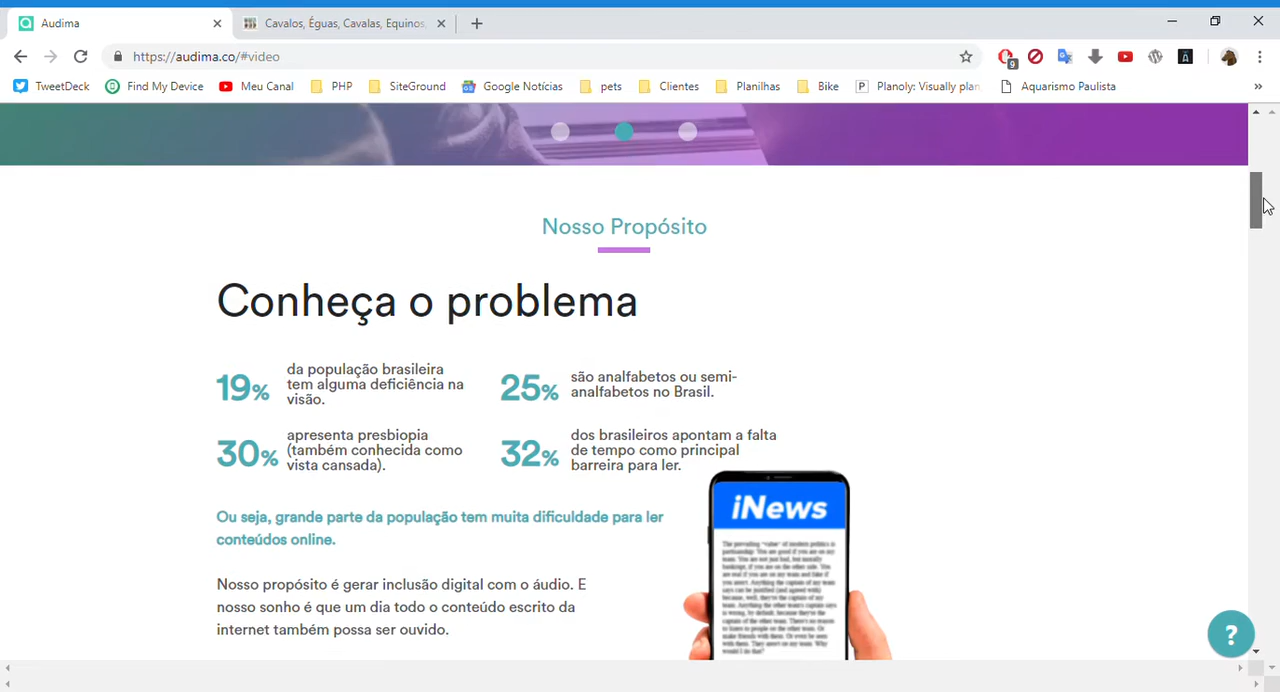 Audima
Cavalos, Éguas, Cavalas, Equinos,
https://audima.co/#video
9
TweetDeck
Find My Device
Meu Canal
PHP
SiteGround
Google Notícias
pets
Clientes
Planilhas
Bike
Planoly: Visually plan
Aquarismo Paulista
Nosso Propósito
Conheça o problema
19%
da população brasileira
tem alguma deficiência na
visão.
25%
são analfabetos ou semi-
analfabetos no Brasil.
30%
apresenta presbiopia
(também conhecida como
vista cansada).
32%
dos brasileiros apontam a falta
de tempo como principal
barreira para ler.
Ou seja, grande parte da população tem muita dificuldade para ler
conteúdos online.
Nosso propósito é gerar inclusão digital com o áudio. E
nosso sonho é que um dia todo o conteúdo escrito da
internet também possa ser ouvido.
iNews
?